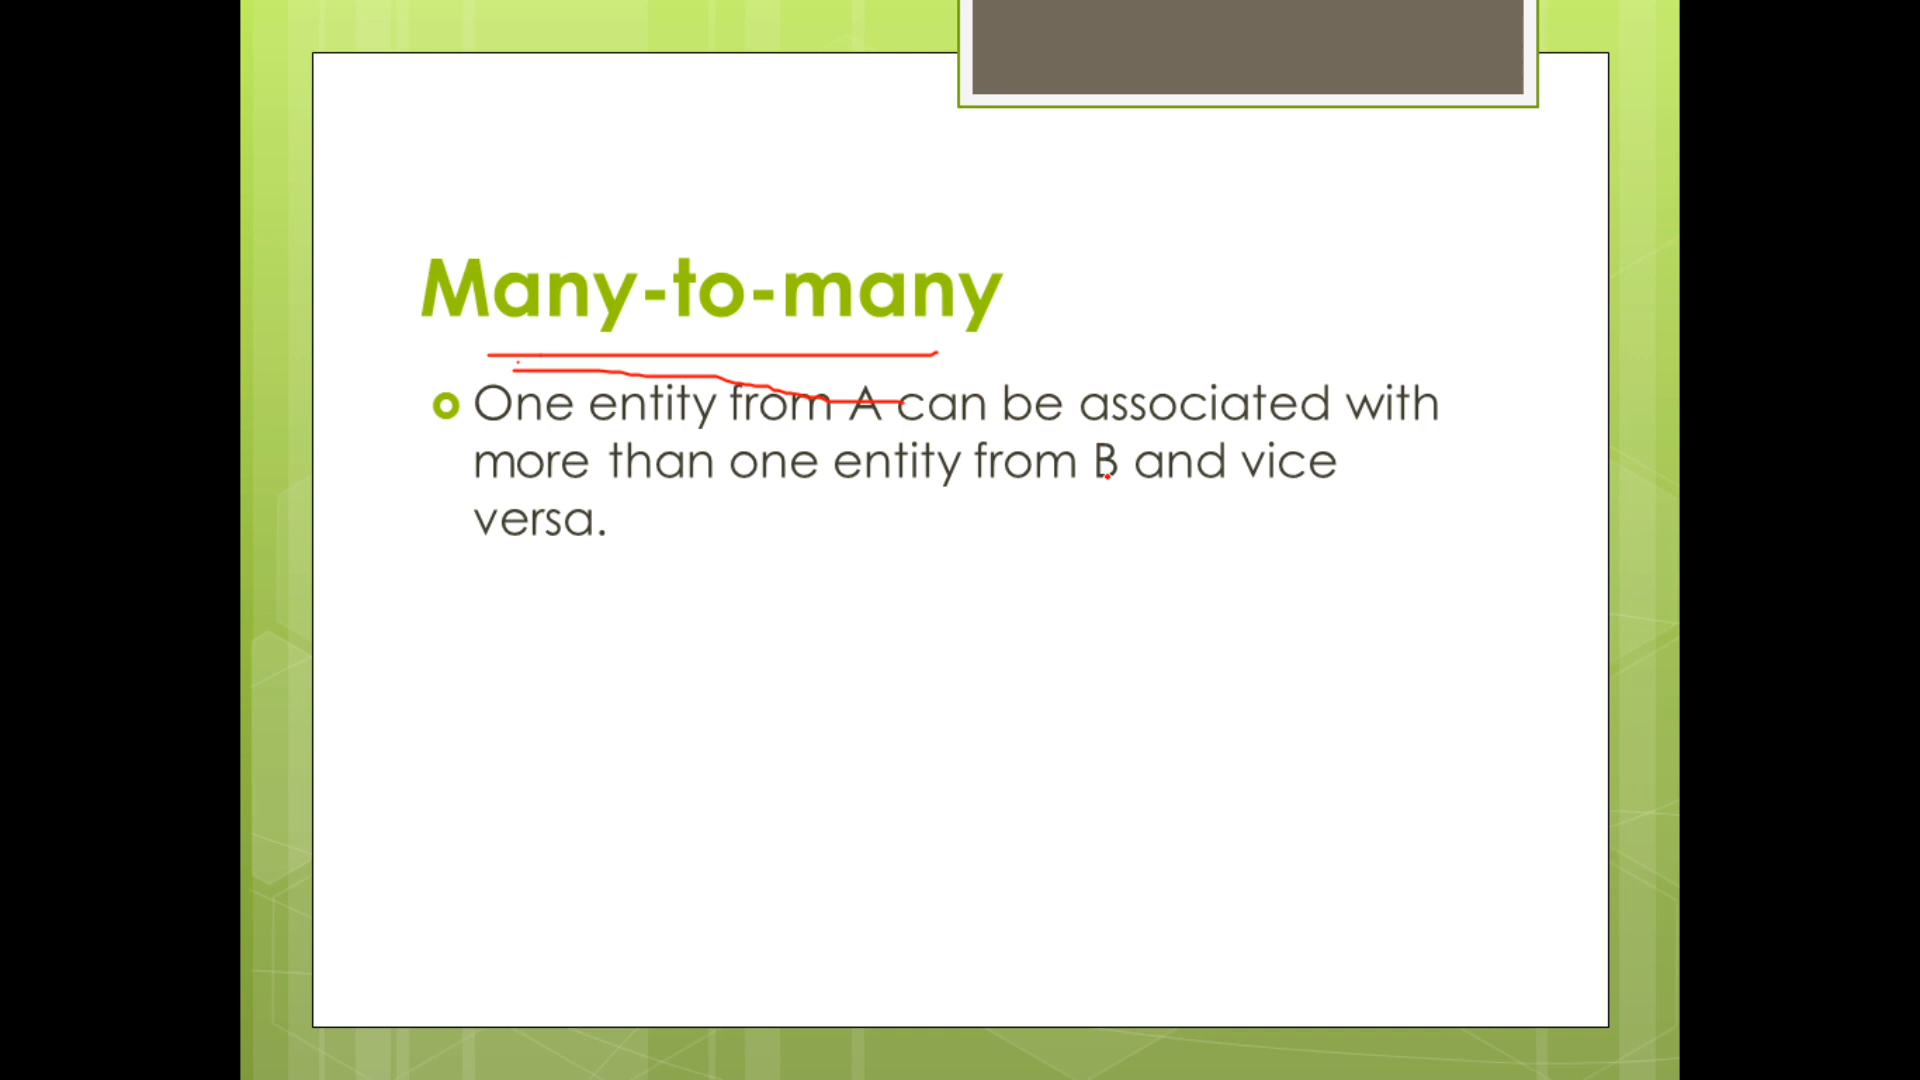 Many-to-many
One entity from A can be associated with
more than one entity from B and vice
versa.